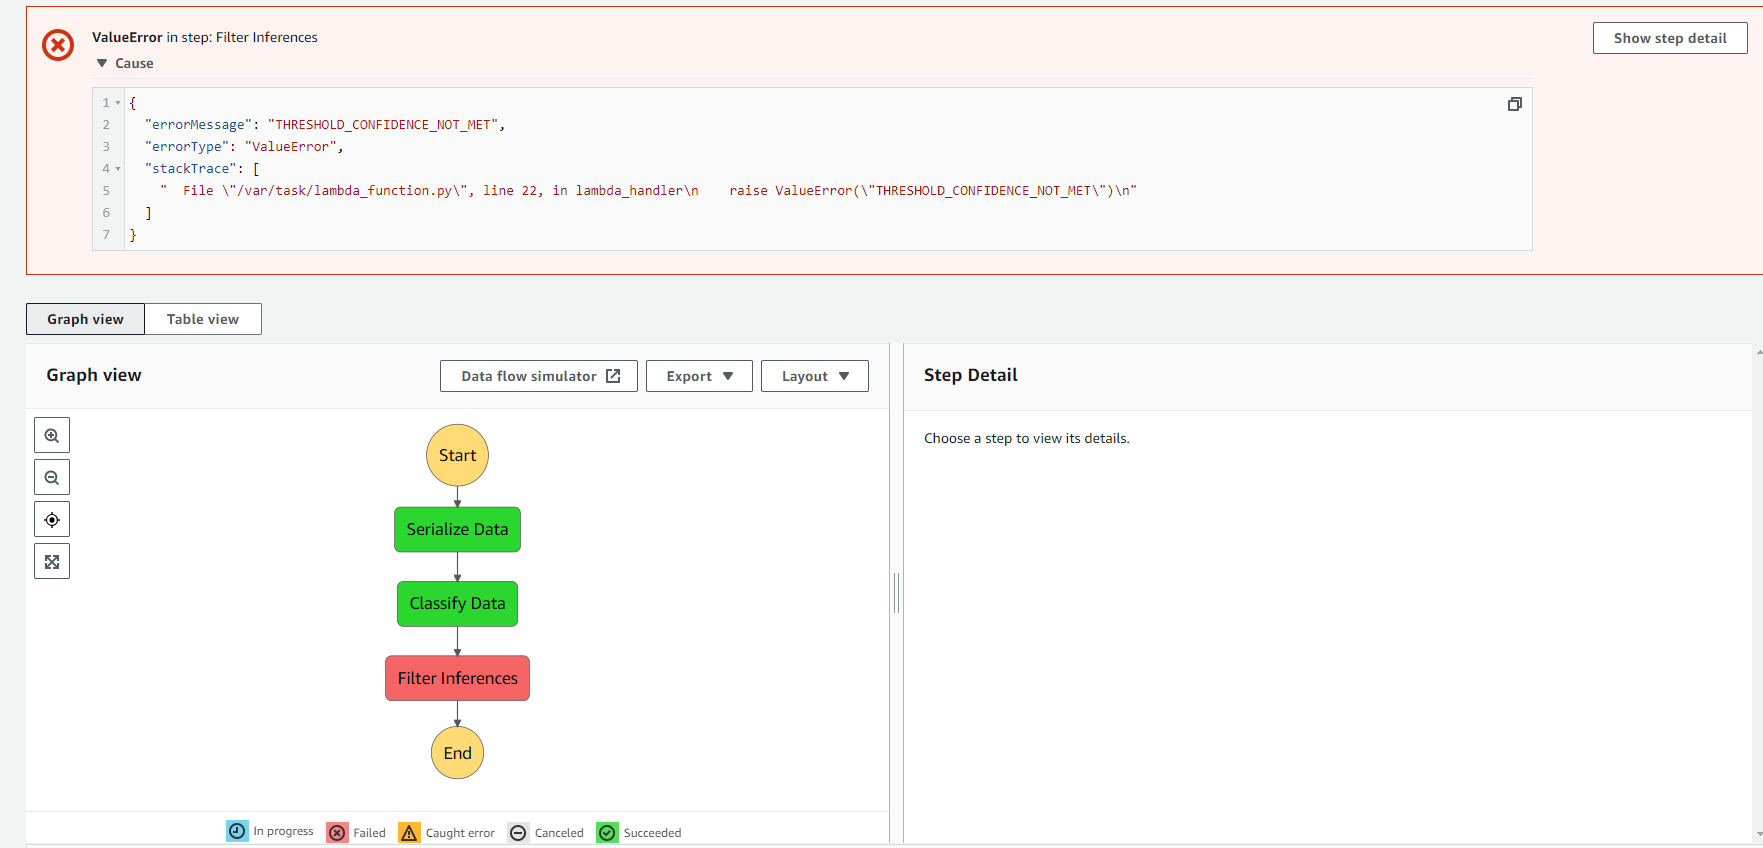 ValueError in step: Filter Inferences
Show step detail
Cause
1 {
2 "errorMessage": "THRESHOLD_CONFIDENCE_NOT_MET",
3 "errorType": "ValueError",
4 "stackTrace": [
5 "  File \"/var/task/lambda_function.py\", line 22, in lambda_handler\n    raise ValueError(\"THRESHOLD_CONFIDENCE_NOT_MET\")\n"
6 ]
7 }
Graph view Table view
Graph view Data flow simulator Export Layout
Step Detail
Choose a step to view its details.
Start
Serialize Data
Classify Data
Filter Inferences
End
In progress Failed Caught error Canceled Succeeded